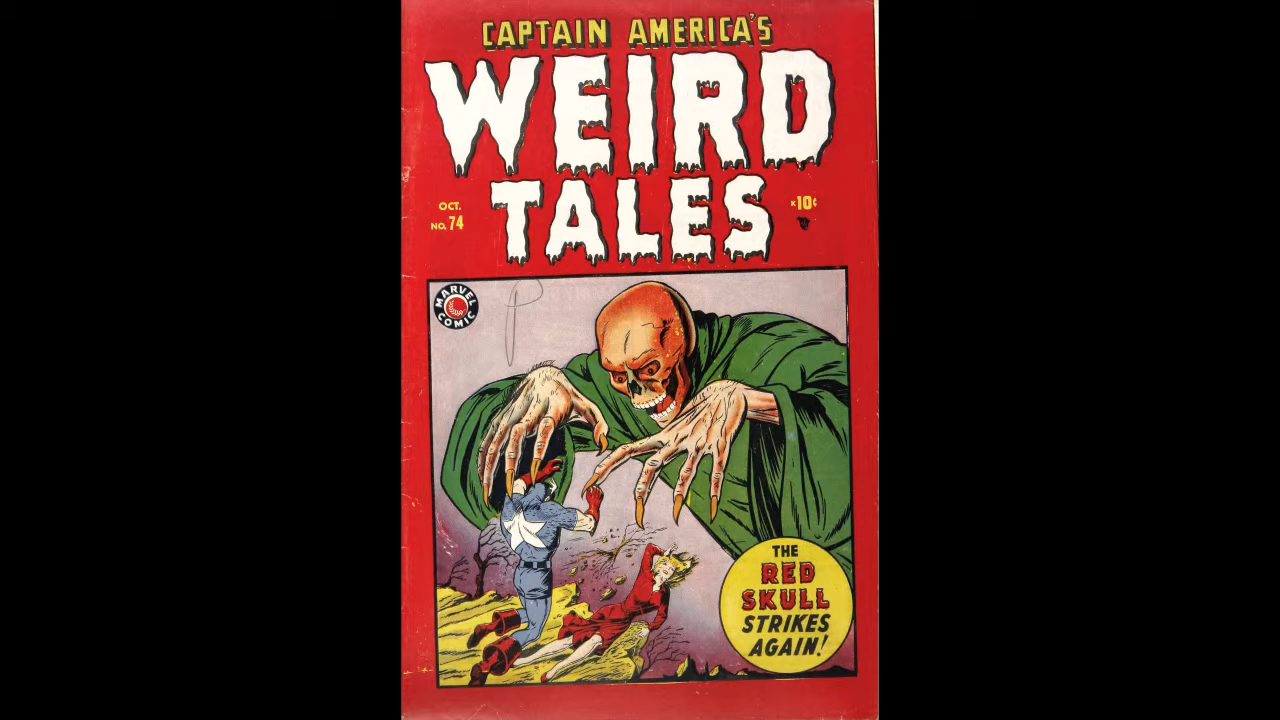 CAPTAIN AMERICA'S
WEIRD
TALES
OCT.
NO. 74
K 10¢
MARVEL
COMIC
P
THE
RED
SKULL
STRIKES
AGAIN!